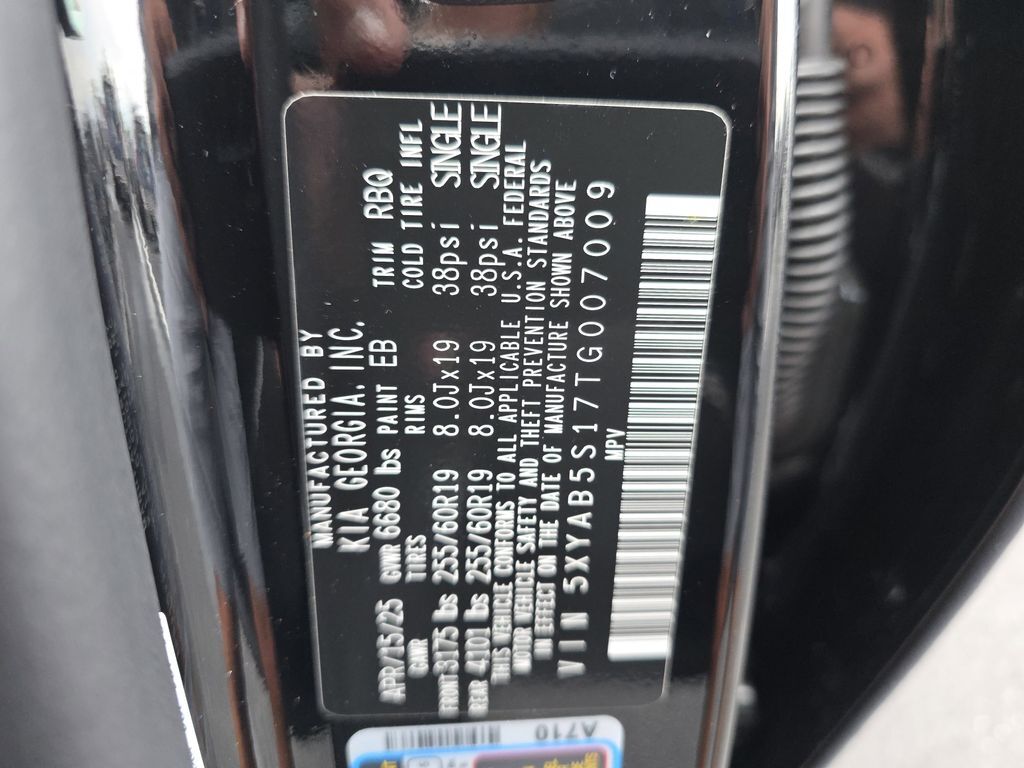 MANUFACTURED BY
KIA GEORGIA. INC.
APR/15/25 GVWR 6680 lbs PAINT EB TRIM RBQ
GAWR TIRES RIMS COLD TIRE INFL
FRONT 3175 lbs 255/60R19 8.0Jx19 38psi SINGLE
REAR 4101 lbs 255/60R19 8.0Jx19 38psi SINGLE
THIS VEHICLE CONFORMS TO ALL APPLICABLE U.S.A. FEDERAL
MOTOR VEHICLE SAFETY AND THEFT PREVENTION STANDARDS
IN EFFECT ON THE DATE OF MANUFACTURE SHOWN ABOVE
VIN 5XYAB5S17TG007009
MPV
A710